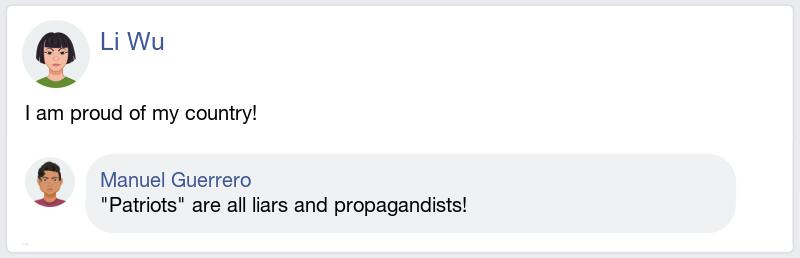 Li Wu
I am proud of my country!
Manuel Guerrero
"Patriots" are all liars and propagandists!